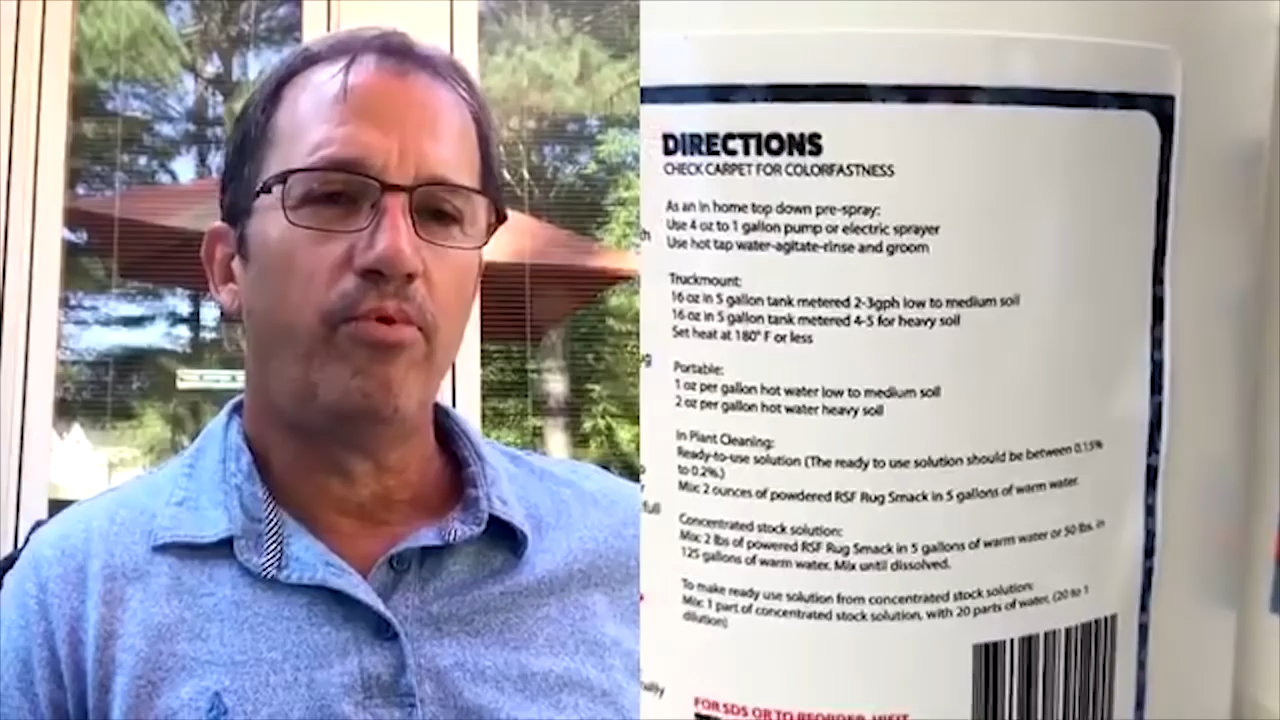 DIRECTIONS
CHECK CARPET FOR COLORFASTNESS
As an in home top down pre-spray:
Use 4 oz to 1 gallon pump or electric sprayer
Use hot tap water-agitate-rinse and groom
Truckmount:
16 oz in 5 gallon tank metered 2-3gph low to medium soil
16 oz in 5 gallon tank metered 4-5 for heavy soil
Set heat at 180° F or less
Portable:
1 oz per gallon hot water low to medium soil
2 oz per gallon hot water heavy soil
In Plant Cleaning:
Ready-to-use solution (The ready to use solution should be between 0.15%
to 0.2%.)
Mix: 2 ounces of powdered RSF Rug Smack in 5 gallons of warm water.
Concentrated stock solution:
Mix: 2 lbs of powered RSF Rug Smack in 5 gallons of warm water or 50 lbs. in
125 gallons of warm water. Mix until dissolved.
To make ready use solution from concentrated stock solution:
Mix: 1 part of concentrated stock solution, with 20 parts of water, (20 to 1
dilution)
FOR SDS OR TO REORDER, VISIT